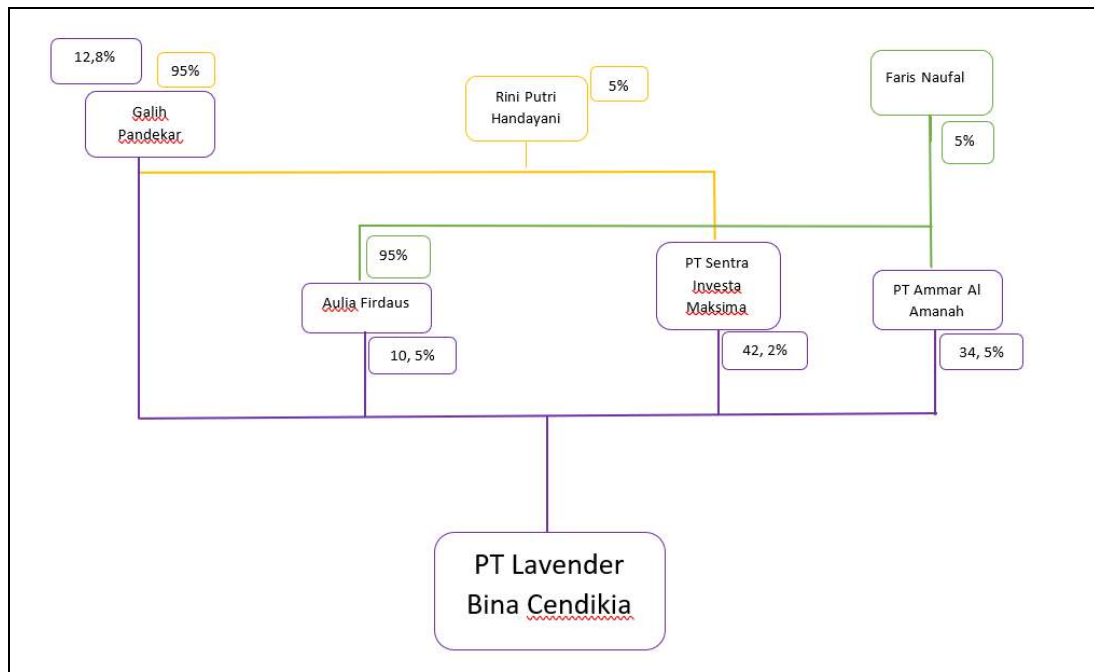 12,8%
95%
Galih
Pandekar
Rini Putri
Handayani
5%
Faris Naufal
5%
95%
Aulia Firdaus
10, 5%
PT Sentra
Investa
Maksima
42, 2%
PT Ammar Al
Amanah
34, 5%
PT Lavender
Bina Cendikia